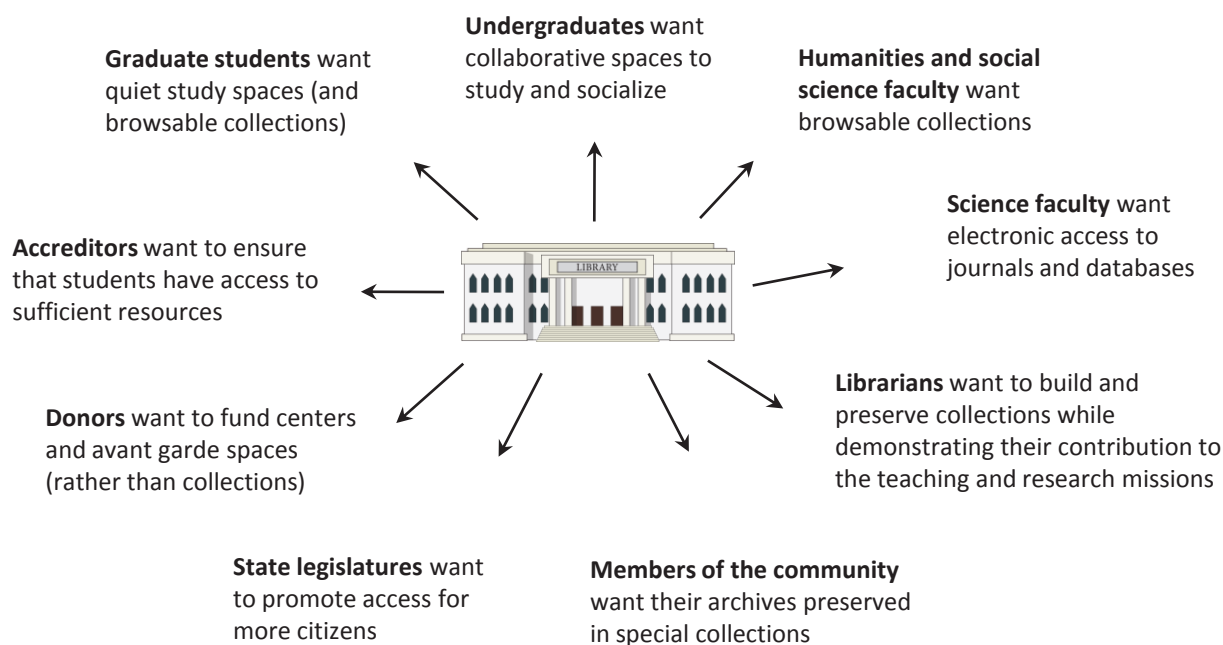 Undergraduates want
collaborative spaces to
study and socialize
Graduate students want
quiet study spaces (and
browsable collections)
Humanities and social
science faculty want
browsable collections
Science faculty want
electronic access to
journals and databases
Accreditors want to ensure
that students have access to
sufficient resources
LIBRARY
Librarians want to build and
preserve collections while
demonstrating their contribution to
the teaching and research missions
Donors want to fund centers
and avant garde spaces
(rather than collections)
State legislatures want
to promote access for
more citizens
Members of the community
want their archives preserved
in special collections